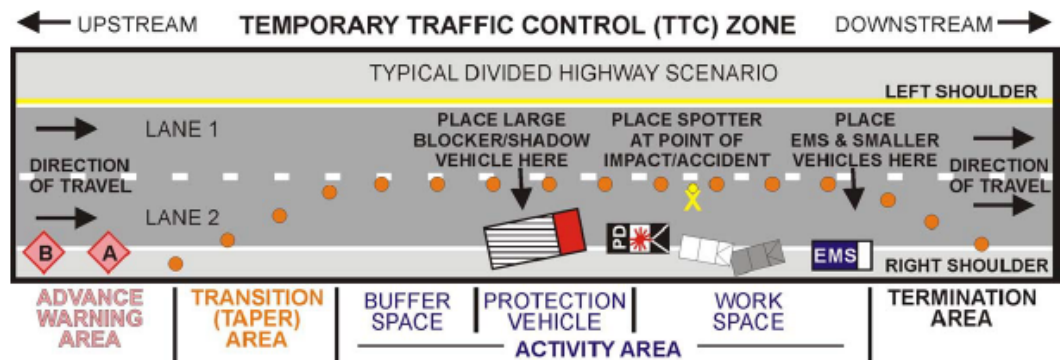 UPSTREAM TEMPORARY TRAFFIC CONTROL (TTC) ZONE DOWNSTREAM
TYPICAL DIVIDED HIGHWAY SCENARIO
LEFT SHOULDER
LANE 1
DIRECTION
OF TRAVEL
LANE 2
PLACE LARGE
BLOCKER/SHADOW
VEHICLE HERE
PLACE SPOTTER
AT POINT OF
IMPACT/ACCIDENT
PLACE
EMS & SMALLER
VEHICLES HERE
DIRECTION
OF TRAVEL
B
A
PD
EMS
RIGHT SHOULDER
ADVANCE
WARNING
AREA
TRANSITION
(TAPER)
AREA
BUFFER
SPACE
PROTECTION
VEHICLE
WORK
SPACE
ACTIVITY AREA
TERMINATION
AREA